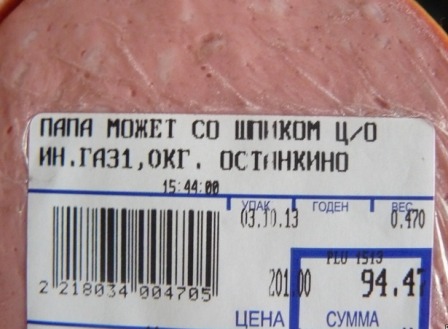 ПАПА МОЖЕТ СО ШПИКОМ Ц/О
ИН.ГАЗ1,0КГ. ОСТАНКИНО
15:44:00
УПАК. ГОДЕН ВЕС
03.10.13 0.470
PLU 1513
201.00 94.47
2 218034 004705
ЦЕНА СУММА